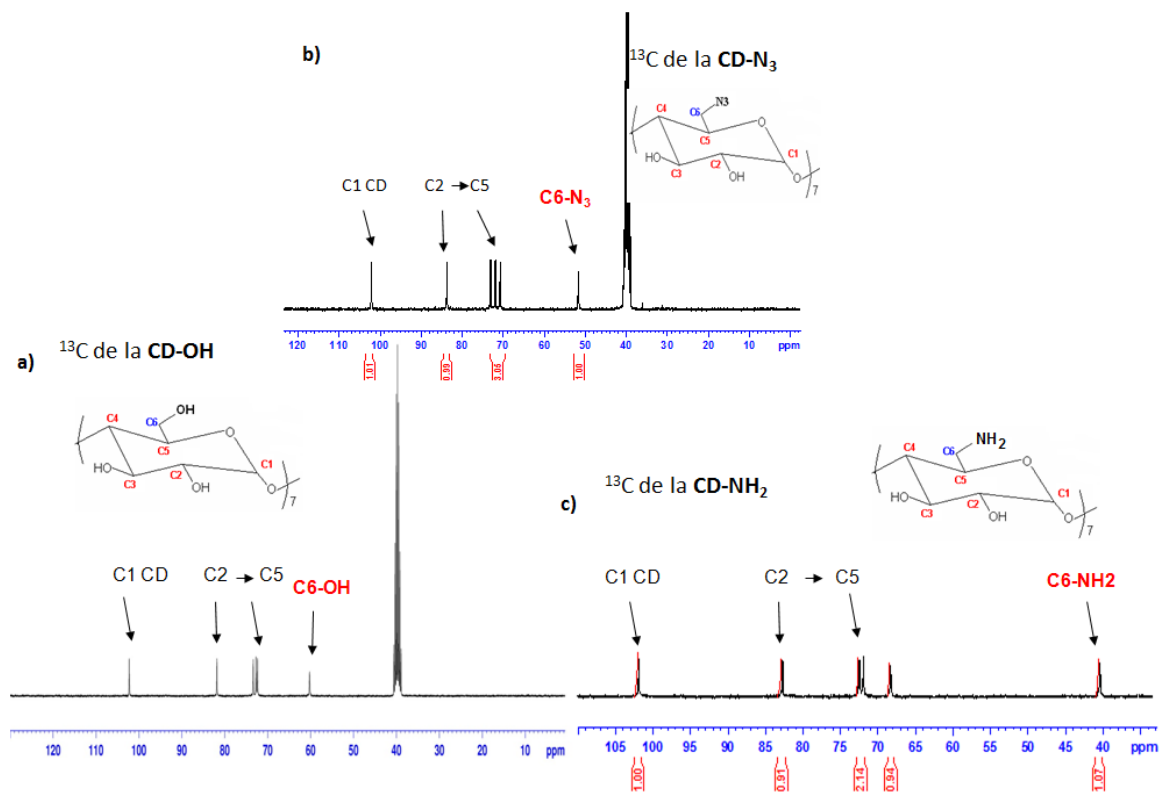 b)
¹³C de la CD-N₃
N3
C6
C4
O
C5
C1
HO
C2
C3
OH
O
7
C1 CD
C2 → C5
C6-N₃
120 110 100 90 80 70 60 50 40 30 20 10 ppm
1.01
0.99
3.06
1.00
a)
¹³C de la CD-OH
OH
C6
C4
O
C5
C1
HO
C2
C3
OH
O
7
C1 CD
C2 → C5
C6-OH
120 100 80 60 40 20 0 ppm
c)
¹³C de la CD-NH₂
NH₂
C6
C4
O
C5
C1
HO
C2
C3
OH
O
7
C1 CD
C2 → C5
C6-NH2
105 100 95 90 85 80 75 70 65 60 55 50 45 40 ppm
1.00
0.91
2.14
0.94
1.07